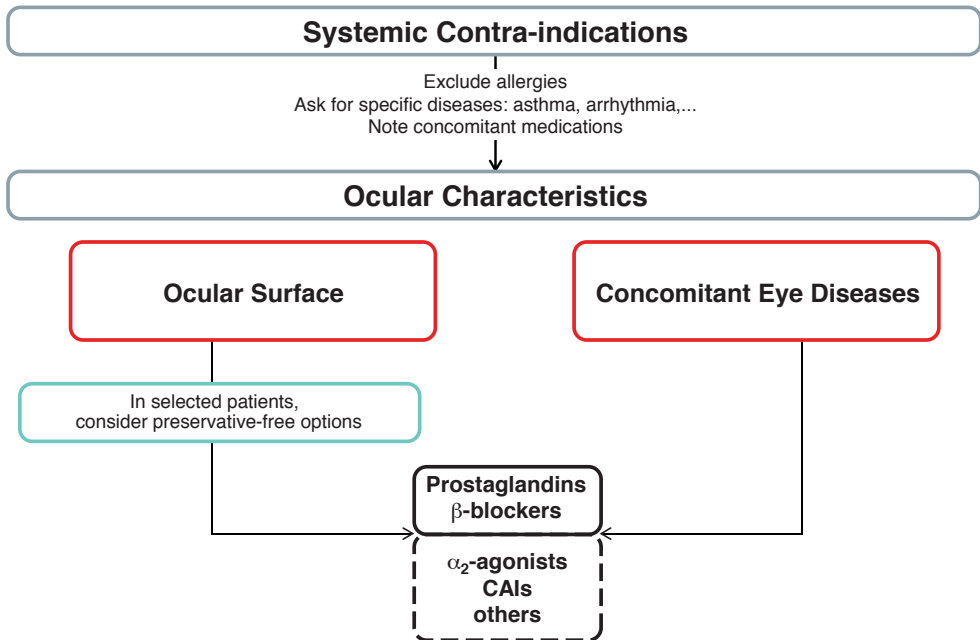 Systemic Contra-indications
Exclude allergies
Ask for specific diseases: asthma, arrhythmia,...
Note concomitant medications
Ocular Characteristics
Ocular Surface
Concomitant Eye Diseases
In selected patients,
consider preservative-free options
Prostaglandins
β-blockers
α₂-agonists
CAIs
others